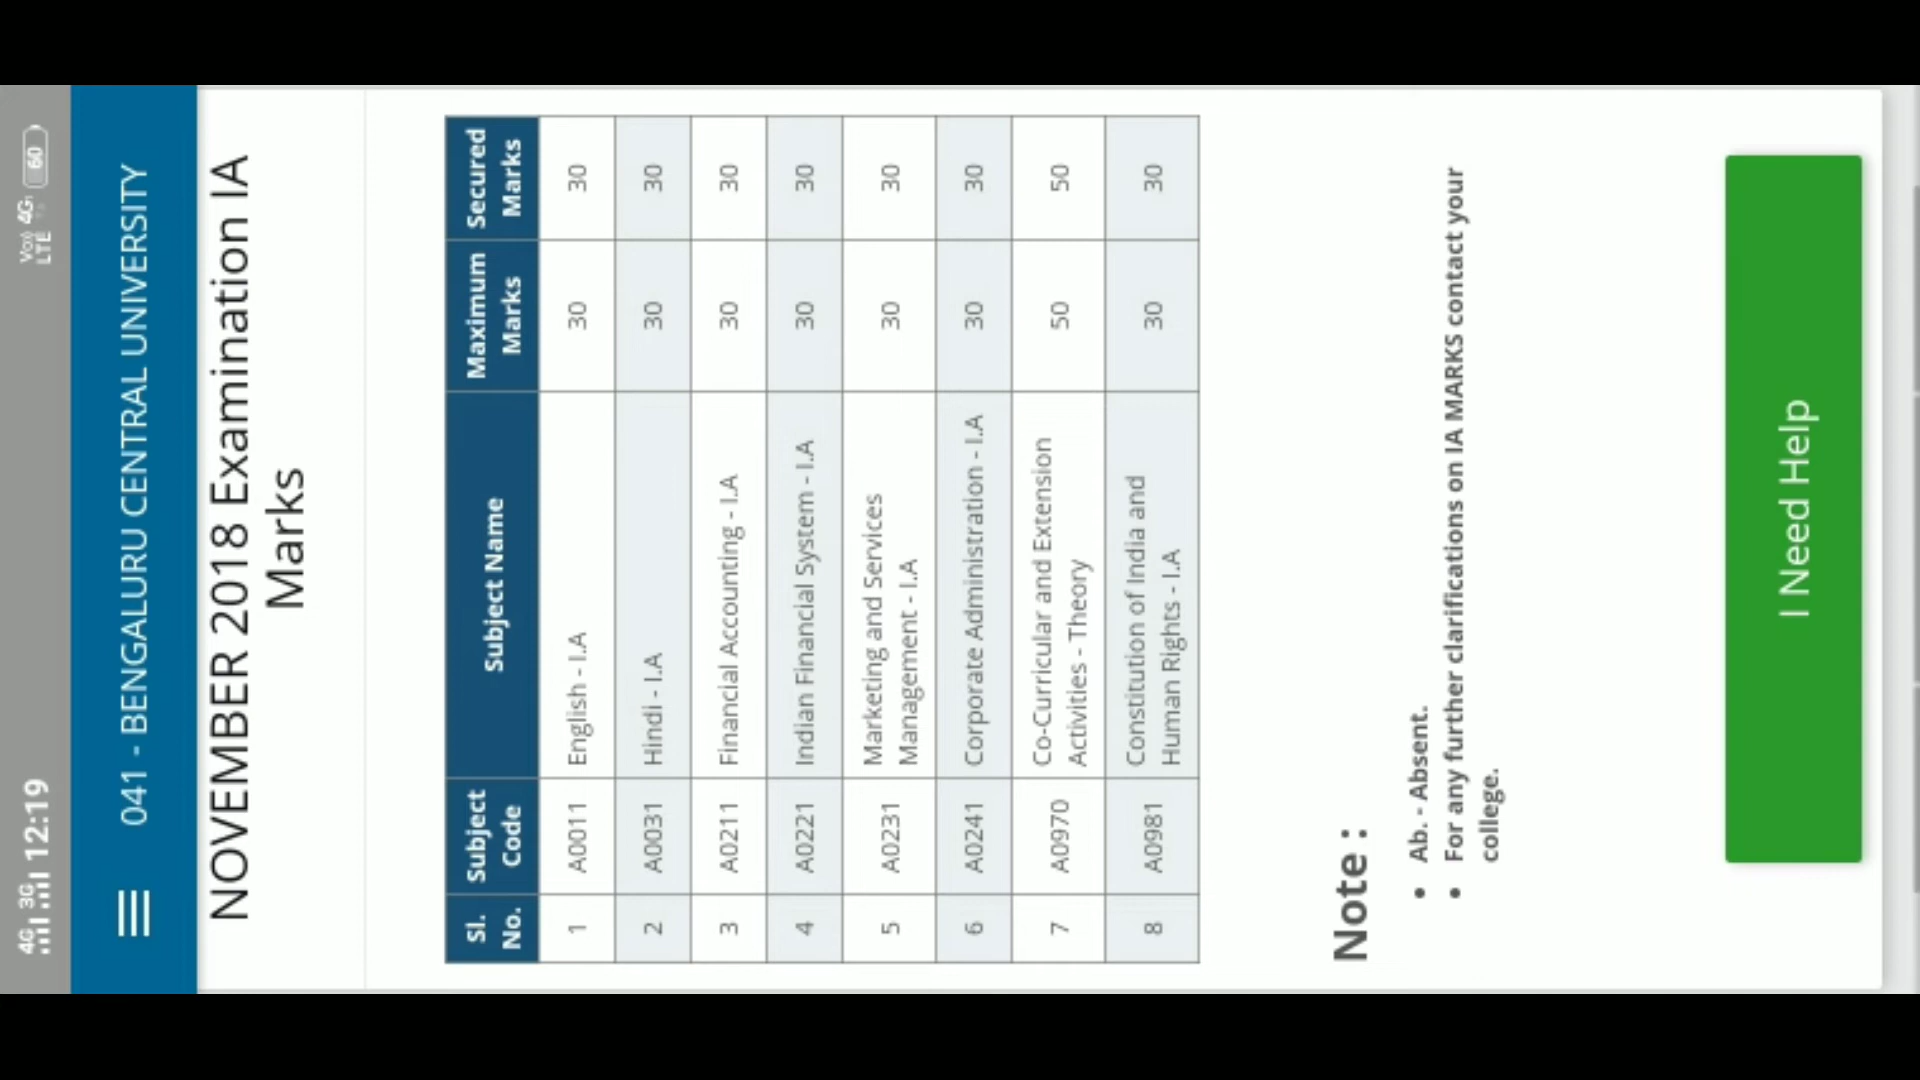 4G 3G 12:19 Vo) 4G LTE 60
041 - BENGALURU CENTRAL UNIVERSITY
NOVEMBER 2018 Examination IA
Marks
Sl. No. Subject Code Subject Name Maximum Marks Secured Marks
1 A0011 English - I.A 30 30
2 A0031 Hindi - I.A 30 30
3 A0211 Financial Accounting - I.A 30 30
4 A0221 Indian Financial System - I.A 30 30
5 A0231 Marketing and Services
Management - I.A 30 30
6 A0241 Corporate Administration - I.A 30 30
7 A0970 Co-Curricular and Extension
Activities - Theory 50 50
8 A0981 Constitution of India and
Human Rights - I.A 30 30
Note :
• Ab. - Absent.
• For any further clarifications on IA MARKS contact your
college.
I Need Help